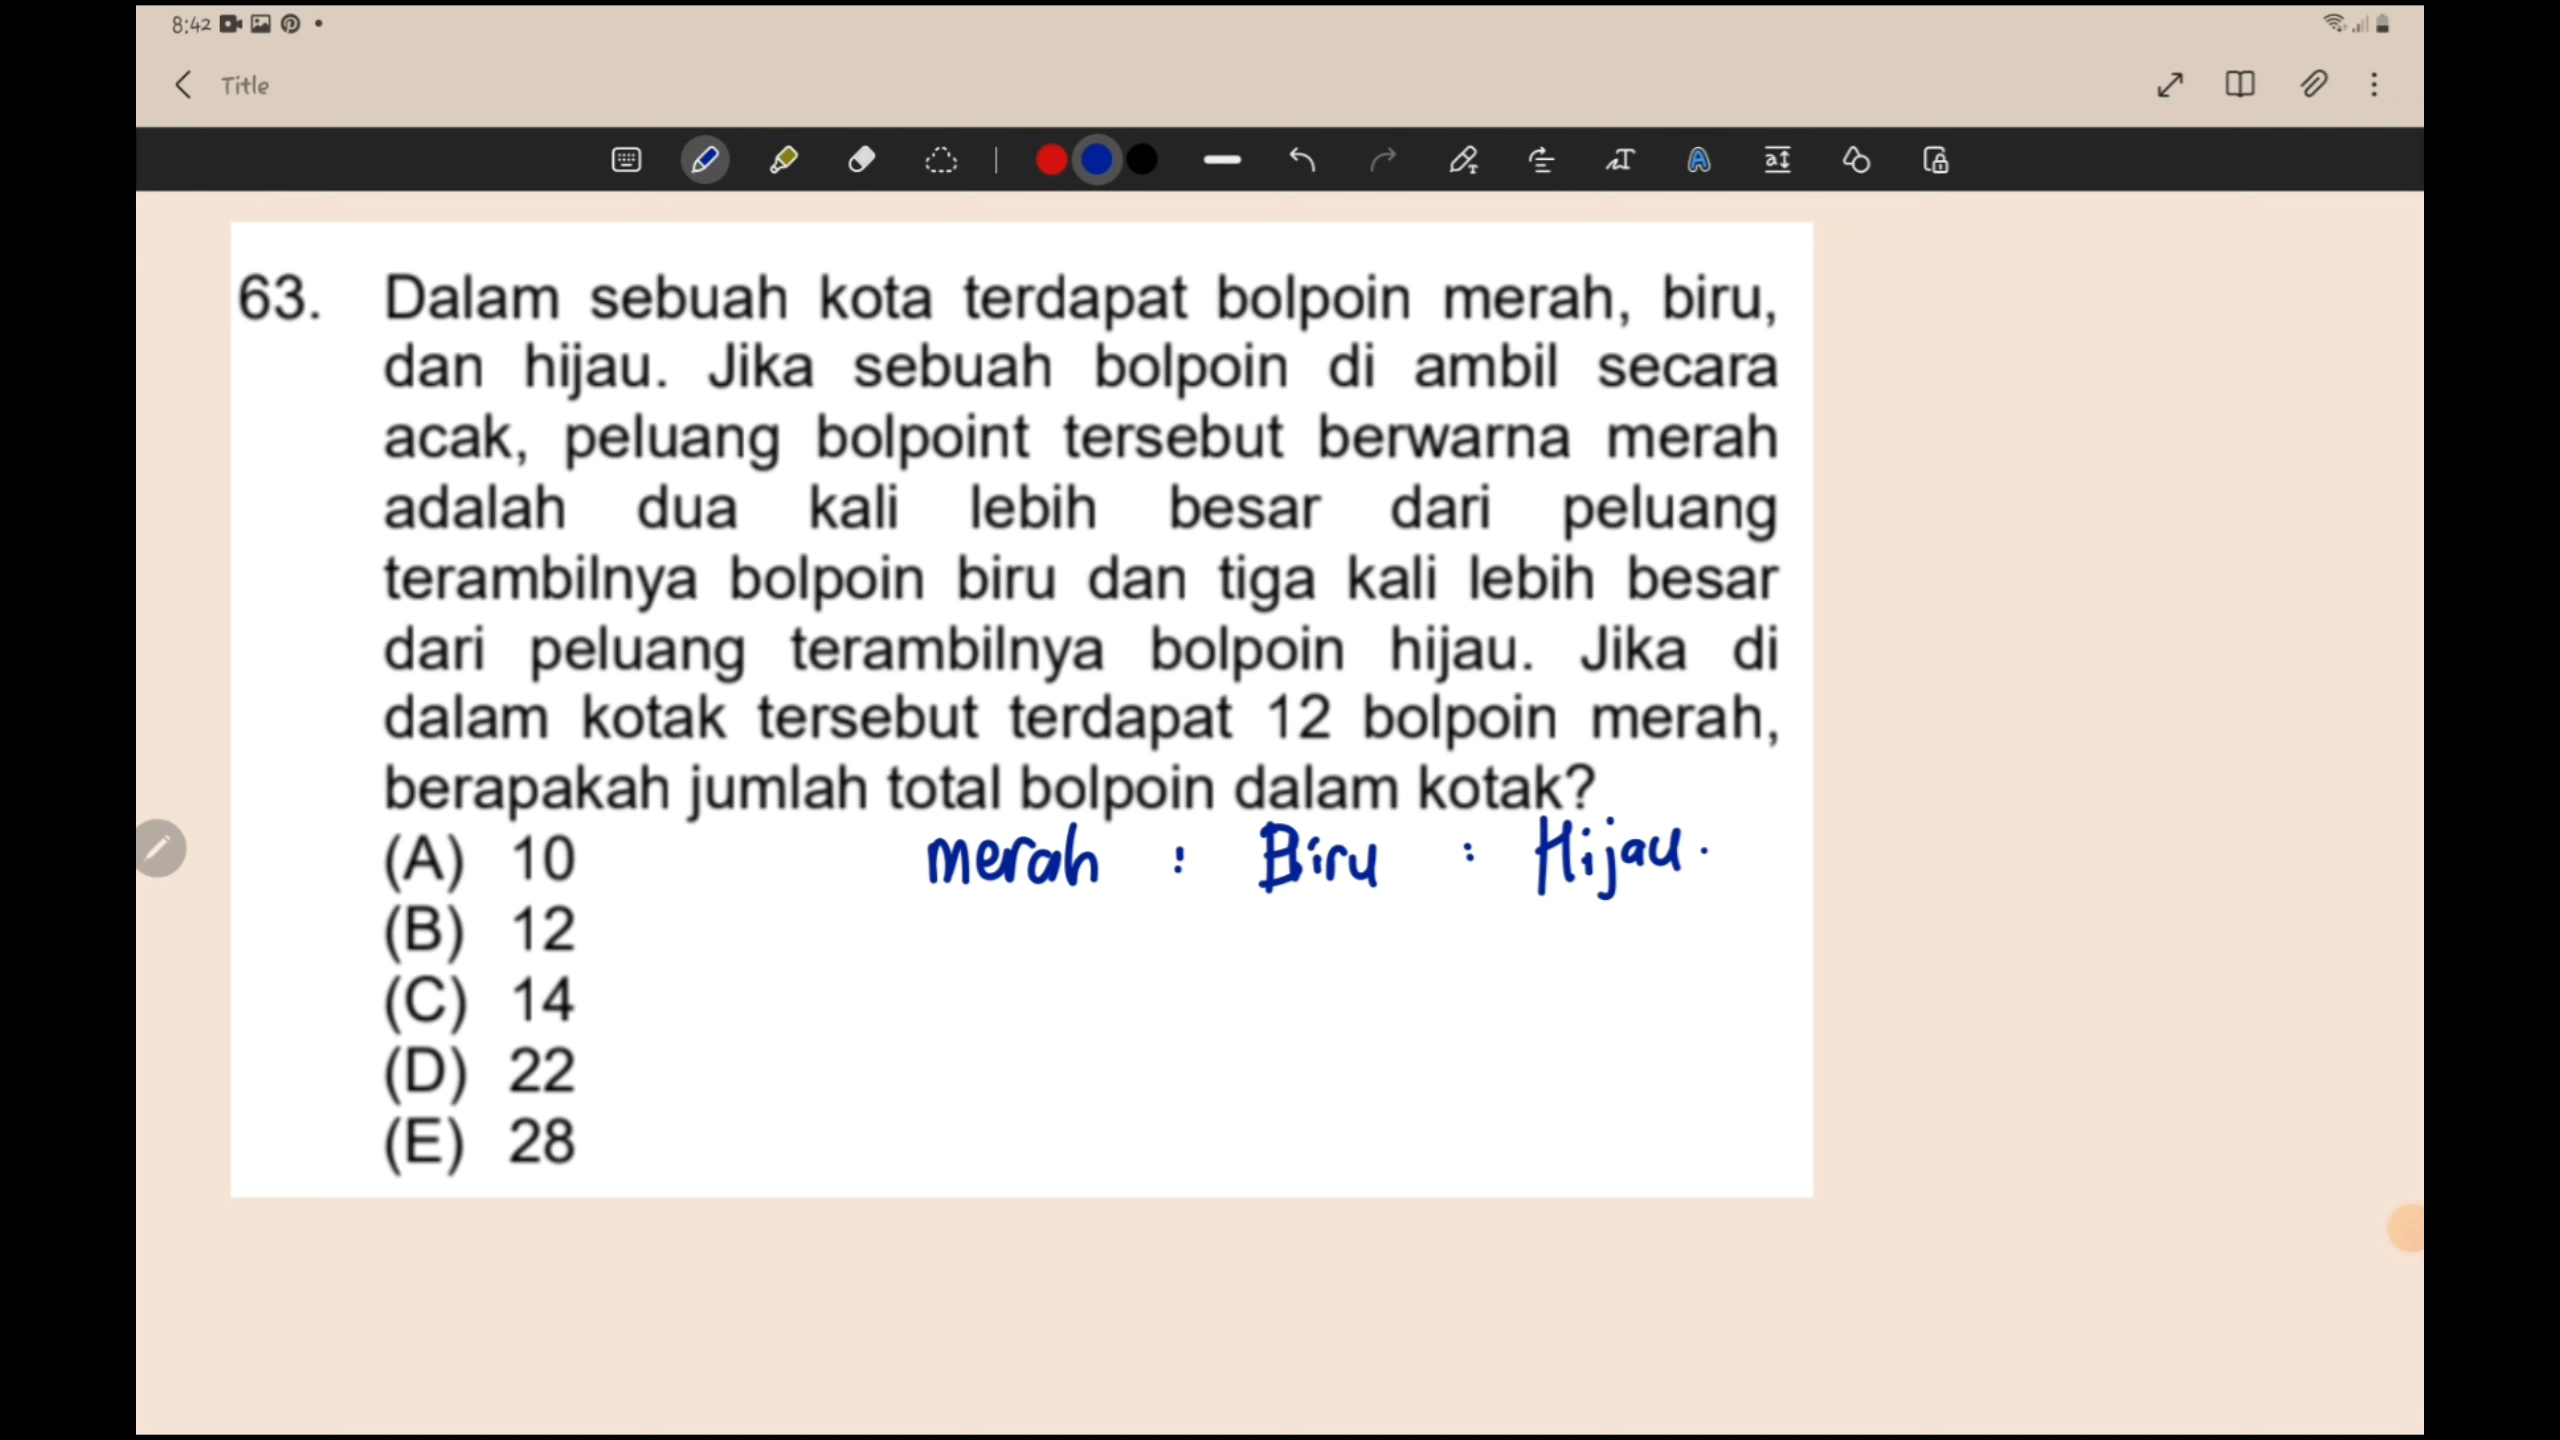 8:42
Title
63. Dalam sebuah kota terdapat bolpoin merah, biru,
dan hijau. Jika sebuah bolpoin di ambil secara
acak, peluang bolpoint tersebut berwarna merah
adalah dua kali lebih besar dari peluang
terambilnya bolpoin biru dan tiga kali lebih besar
dari peluang terambilnya bolpoin hijau. Jika di
dalam kotak tersebut terdapat 12 bolpoin merah,
berapakah jumlah total bolpoin dalam kotak?
merah : Biru : Hijau.
(A) 10
(B) 12
(C) 14
(D) 22
(E) 28